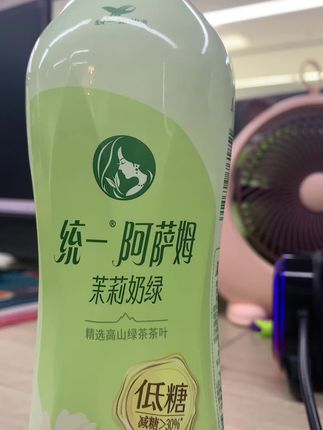 统一®阿萨姆
茉莉奶绿
精选高山绿茶茶叶
低糖
减糖>30%